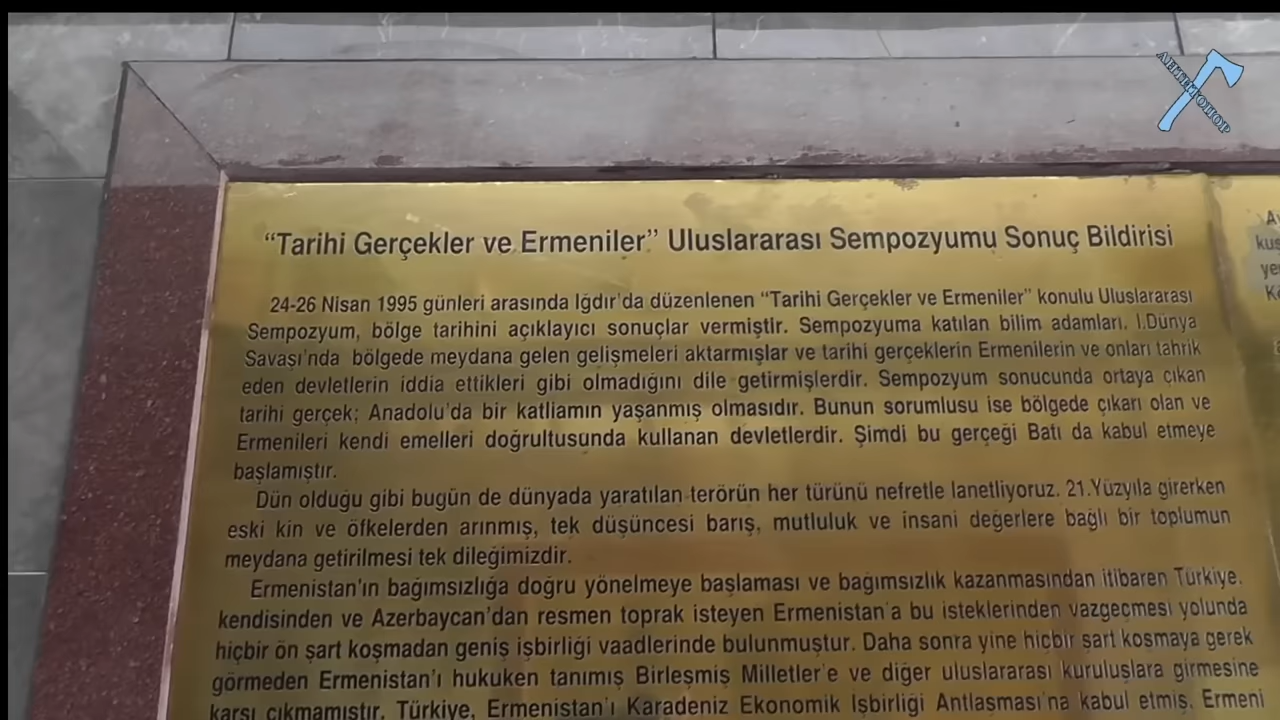 АНТИТОПОР
“Tarihi Gerçekler ve Ermeniler” Uluslararası Sempozyumu Sonuç Bildirisi
24-26 Nisan 1995 günleri arasında Iğdır'da düzenlenen “Tarihi Gerçekler ve Ermeniler” konulu Uluslararası
Sempozyum, bölge tarihini açıklayıcı sonuçlar vermiştir. Sempozyuma katılan bilim adamları. I.Dünya
Savaşı'nda bölgede meydana gelen gelişmeleri aktarmışlar ve tarihi gerçeklerin Ermenilerin ve onları tahrik
eden devletlerin iddia ettikleri gibi olmadığını dile getirmişlerdir. Sempozyum sonucunda ortaya çıkan
tarihi gerçek; Anadolu'da bir katliamın yaşanmış olmasıdır. Bunun sorumlusu ise bölgede çıkarı olan ve
Ermenileri kendi emelleri doğrultusunda kullanan devletlerdir. Şimdi bu gerçeği Batı da kabul etmeye
başlamıştır.
Dün olduğu gibi bugün de dünyada yaratılan terörün her türünü nefretle lanetliyoruz. 21.Yüzyıla girerken
eski kin ve öfkelerden arınmış, tek düşüncesi barış, mutluluk ve insani değerlere bağlı bir toplumun
meydana getirilmesi tek dileğimizdir.
Ermenistan'ın bağımsızlığa doğru yönelmeye başlaması ve bağımsızlık kazanmasından itibaren Türkiye.
kendisinden ve Azerbaycan'dan resmen toprak isteyen Ermenistan'a bu isteklerinden vazgeçmesi yolunda
hiçbir ön şart koşmadan geniş işbirliği vaadlerinde bulunmuştur. Daha sonra yine hiçbir şart koşmaya gerek
görmeden Ermenistan'ı hukuken tanımış Birleşmiş Milletler'e ve diğer uluslararası kuruluşlara girmesine
karşı çıkmamıştır. Türkiye, Ermenistan'ı Karadeniz Ekonomik İşbirliği Antlaşması'na kabul etmiş. Ermeni